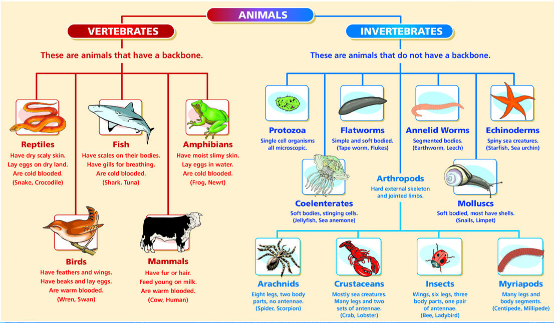 ANIMALS
VERTEBRATES
These are animals that have a backbone.
INVERTEBRATES
These are animals that do not have a backbone.
Reptiles
Have dry scaly skin.
Lay eggs on dry land.
Are cold blooded.
(Snake, Crocodile)
Fish
Have scales on their bodies.
Have gills for breathing.
Are cold blooded.
(Shark, Tuna)
Amphibians
Have moist slimy skin.
Lay eggs in water.
Are cold blooded.
(Frog, Newt)
Birds
Have feathers and wings.
Have beaks and lay eggs.
Are warm blooded.
(Wren, Swan)
Mammals
Have fur or hair.
Feed young on milk.
Are warm blooded.
(Cow, Human)
Protozoa
Single cell organisms
all microscopic.
Flatworms
Simple and soft bodied.
(Tape worm, Flukes)
Annelid Worms
Segmented bodies.
(Earthworm, Leech)
Echinoderms
Spiny sea creatures.
(Starfish, Sea urchin)
Coelenterates
Soft bodies, stinging cells.
(Jellyfish, Sea anemone)
Arthropods
Hard external skeleton
and jointed limbs.
Molluscs
Soft bodied, most have shells.
(Snails, Limpet)
Arachnids
Eight legs, two body
parts, no antennae.
(Spider, Scorpion)
Crustaceans
Mostly sea creatures.
Many legs and two
sets of antennae.
(Crab, Lobster)
Insects
Wings, six legs, three
body parts, one pair
of antennae.
(Bee, Ladybird)
Myriapods
Many legs and
body segments.
(Centipede, Millipede)